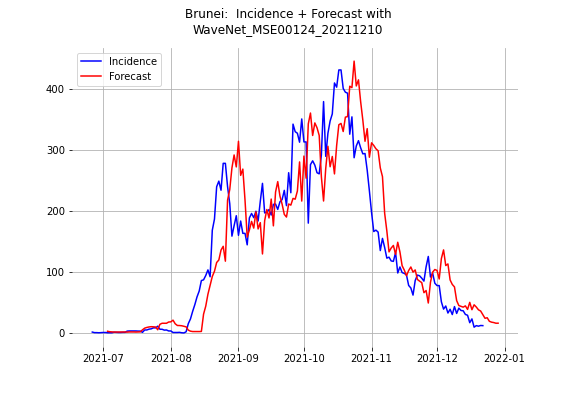 Brunei:  Incidence + Forecast with
WaveNet_MSE00124_20211210
Incidence
Forecast
400
300
200
100
0
2021-07 2021-08 2021-09 2021-10 2021-11 2021-12 2022-01